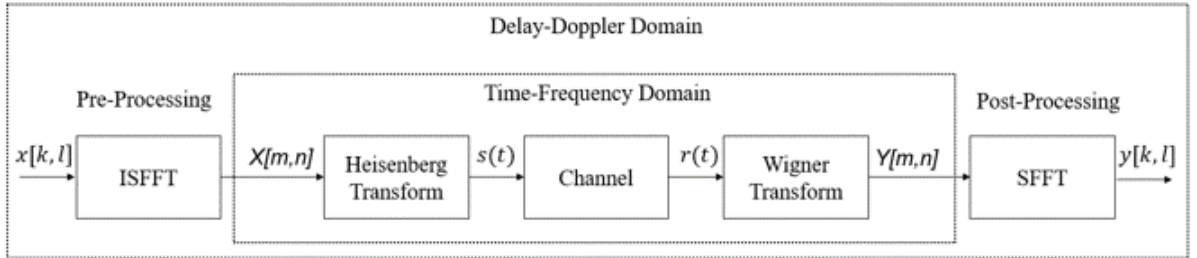 Delay-Doppler Domain
Time-Frequency Domain
Pre-Processing
Post-Processing
x[k,l]
ISFFT
X[m,n]
Heisenberg
Transform
s(t)
Channel
r(t)
Wigner
Transform
Y[m,n]
SFFT
y[k,l]